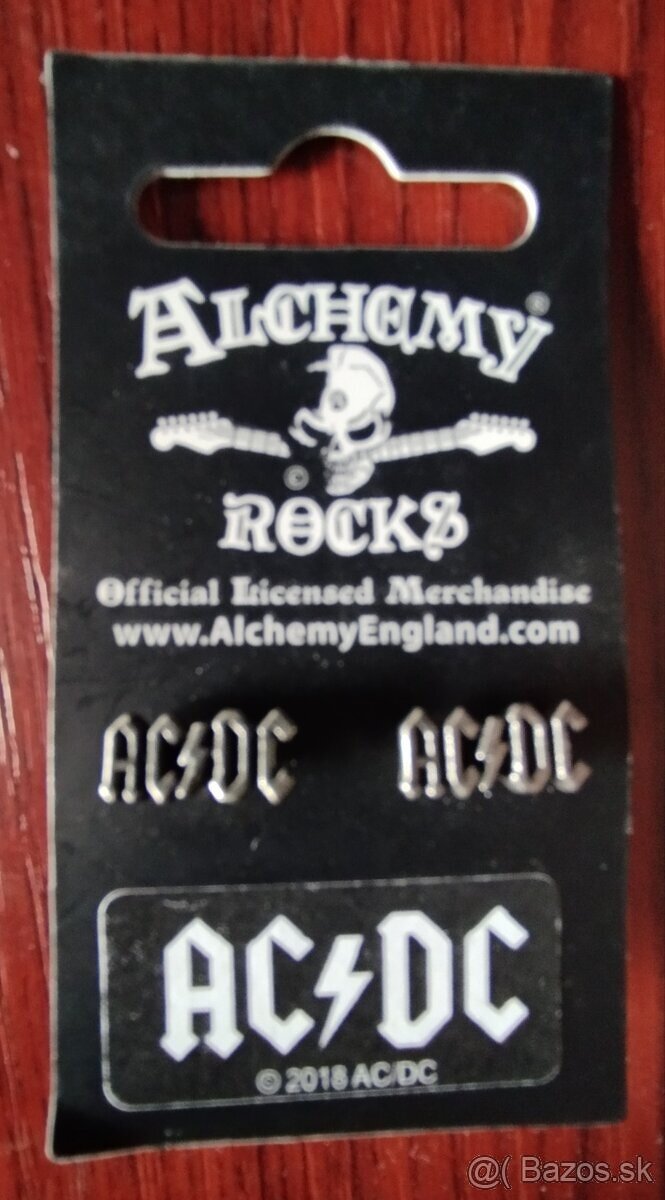 ALCHEMY®
©
ROCKS
Official Licensed Merchandise
www.AlchemyEngland.com
AC⚡DC AC⚡DC
AC⚡DC
© 2018 AC/DC
@( Bazos.sk